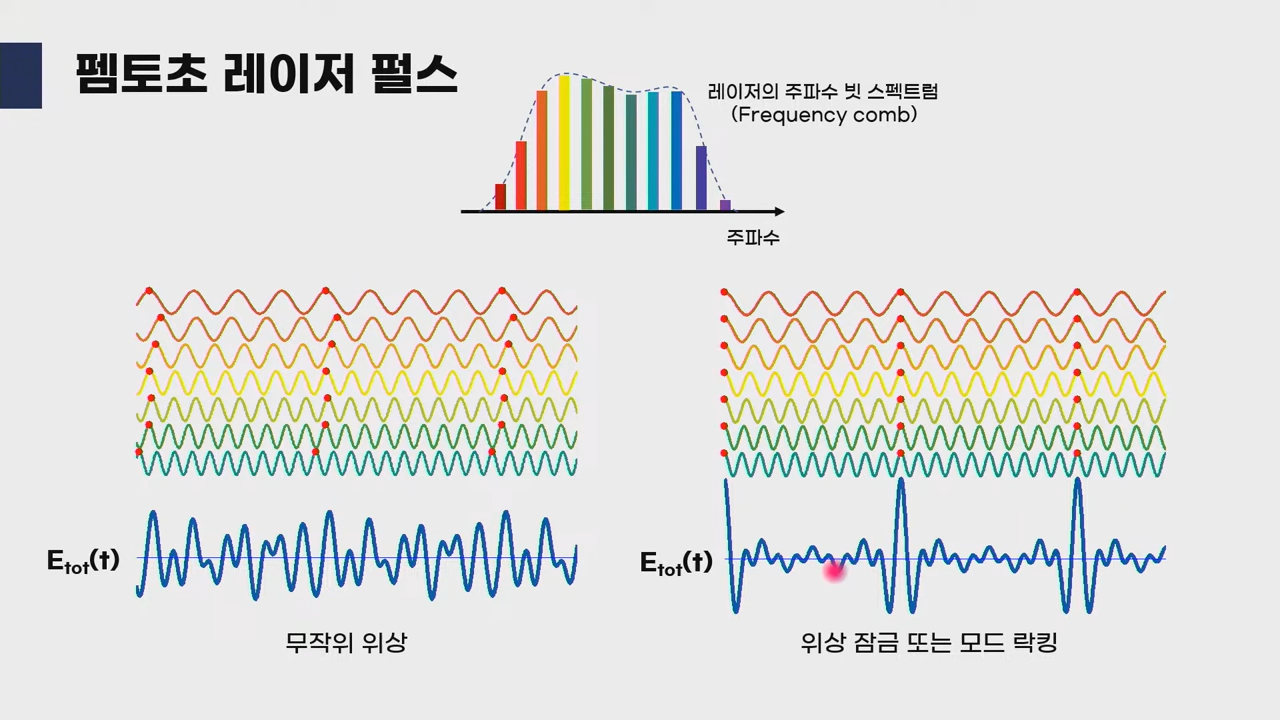 펨토초 레이저 펄스
레이저의 주파수 빗 스펙트럼
(Frequency comb)
주파수
E_tot(t)
E_tot(t)
무작위 위상
위상 잠금 또는 모드 락킹